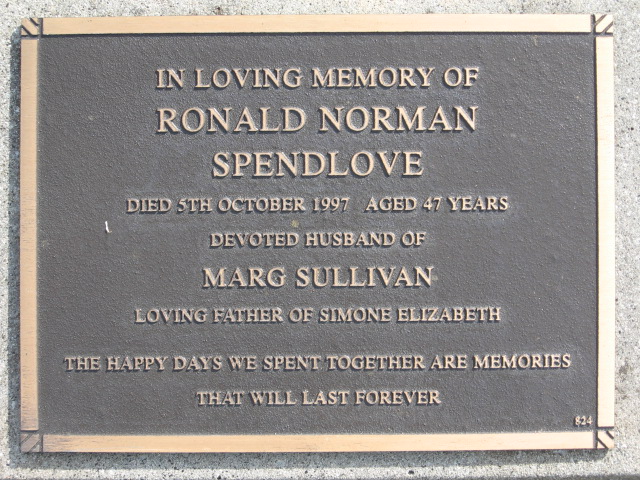 IN LOVING MEMORY OF
RONALD NORMAN
SPENDLOVE
DIED 5TH OCTOBER 1997 AGED 47 YEARS
DEVOTED HUSBAND OF
MARG SULLIVAN
LOVING FATHER OF SIMONE ELIZABETH
THE HAPPY DAYS WE SPENT TOGETHER ARE MEMORIES
THAT WILL LAST FOREVER
824